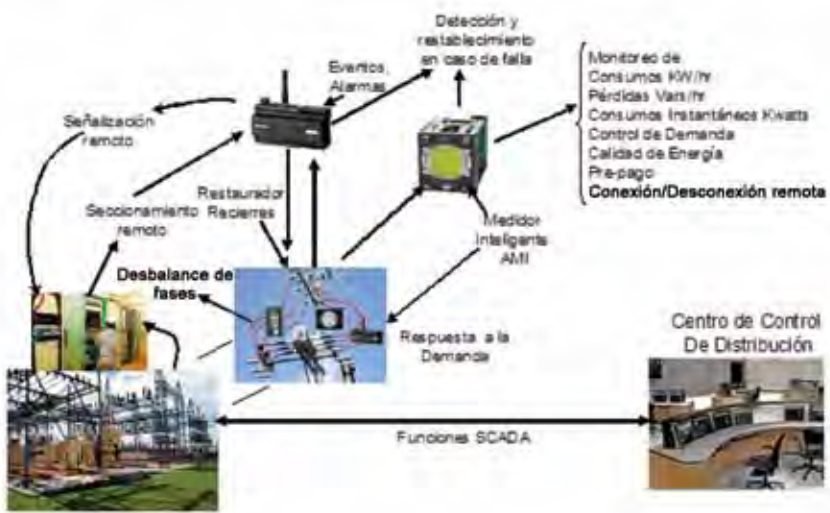 Detección y
restablecimiento
en caso de falla
Eventos,
Alarmas
Monitoreo de
Consumos KW/hr
Pérdidas Vars/hr
Consumos Instantáneos Kwatts
Control de Demanda
Calidad de Energía
Pre-pago
Conexión/Desconexión remota
Señalización
remoto
Restaurador
Recierres
Seccionamiento
remoto
Medidor
Inteligente
AMI
Desbalance de
fases
Respuesta a la
Demanda
Centro de Control
De Distribución
Funciones SCADA